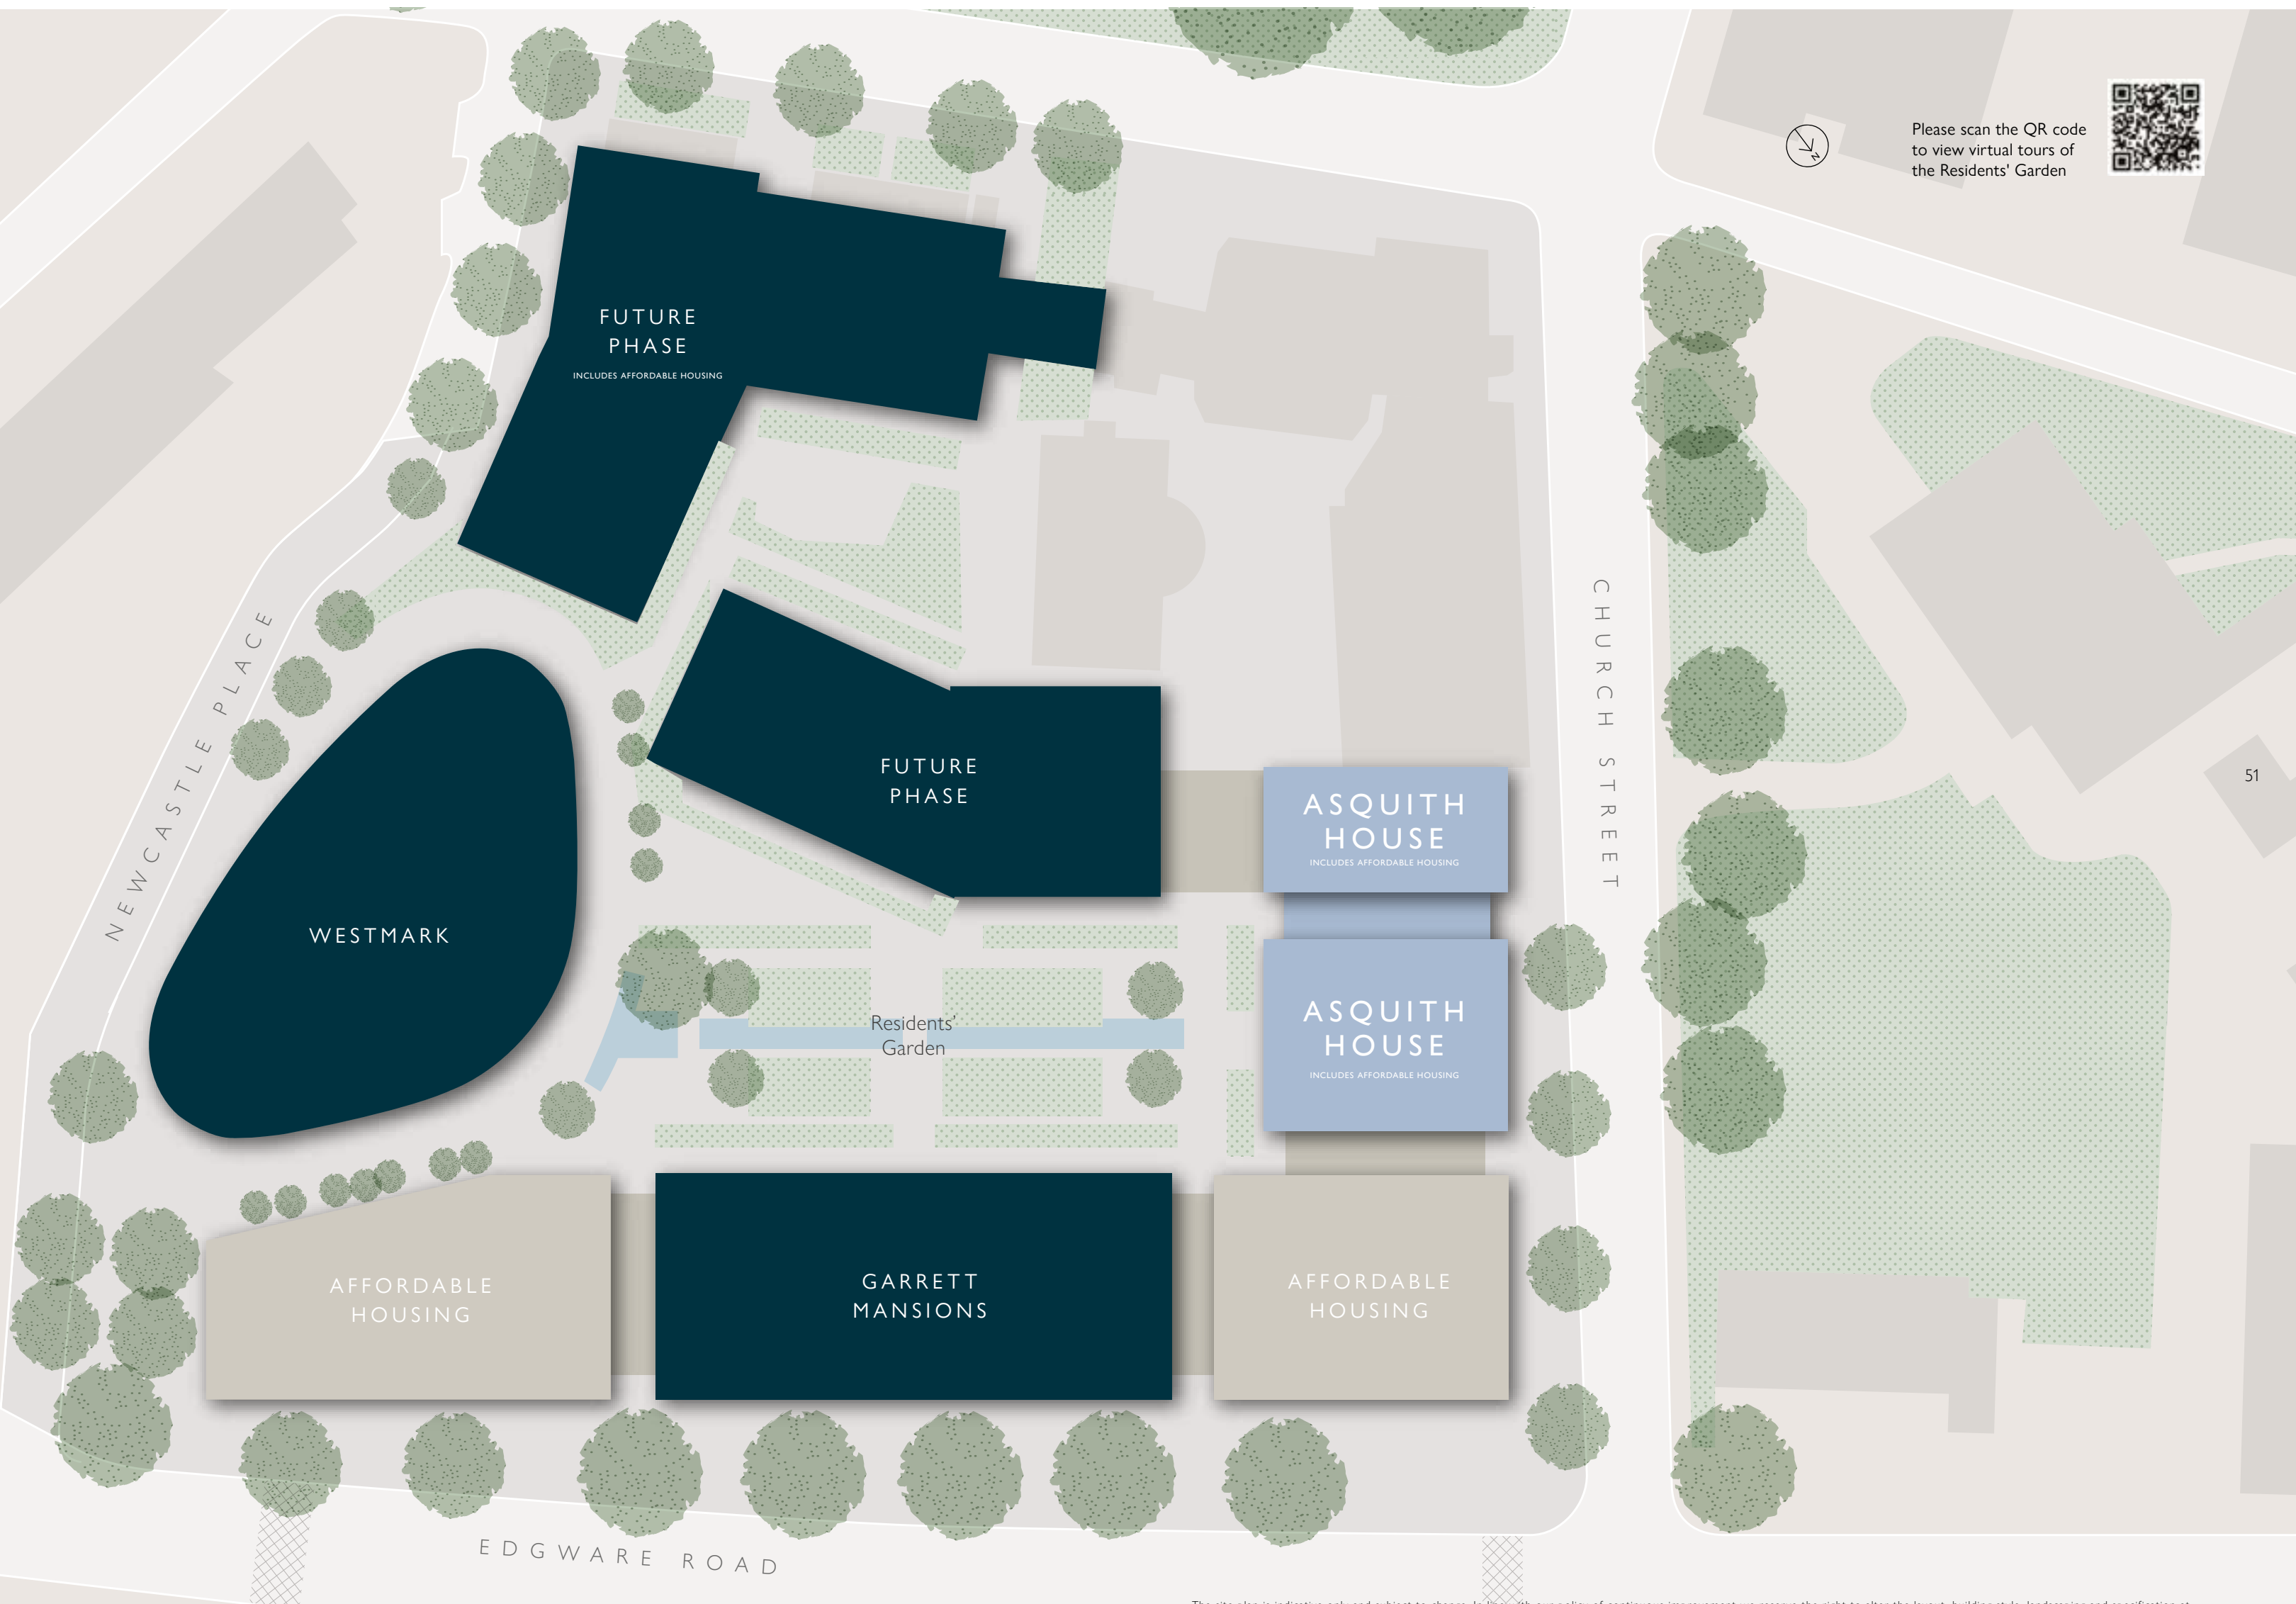 Please scan the QR code
to view virtual tours of
the Residents' Garden
N
FUTURE
PHASE
INCLUDES AFFORDABLE HOUSING
NEWCASTLE PLACE
CHURCH STREET
FUTURE
PHASE
51
ASQUITH
HOUSE
INCLUDES AFFORDABLE HOUSING
WESTMARK
Residents’
Garden
ASQUITH
HOUSE
INCLUDES AFFORDABLE HOUSING
AFFORDABLE
HOUSING
GARRETT
MANSIONS
AFFORDABLE
HOUSING
EDGWARE ROAD